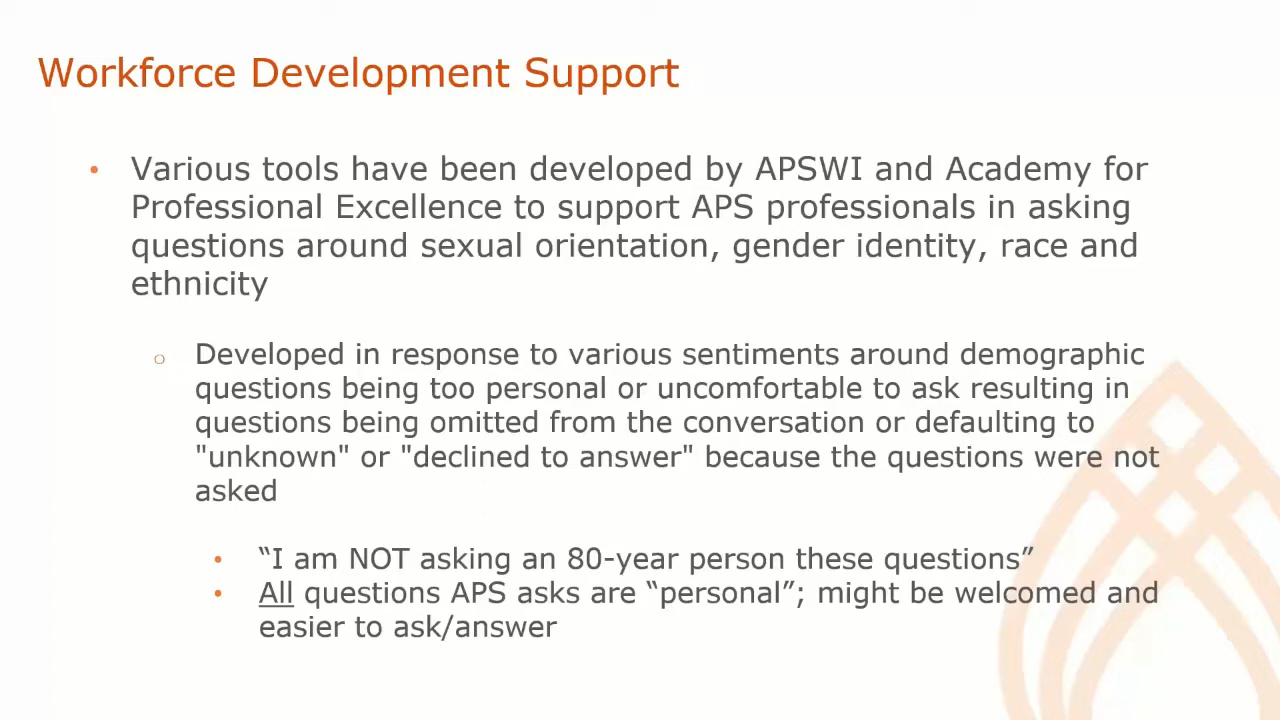 Workforce Development Support
• Various tools have been developed by APSWI and Academy for
Professional Excellence to support APS professionals in asking
questions around sexual orientation, gender identity, race and
ethnicity
o Developed in response to various sentiments around demographic
questions being too personal or uncomfortable to ask resulting in
questions being omitted from the conversation or defaulting to
"unknown" or "declined to answer" because the questions were not
asked
• “I am NOT asking an 80-year person these questions”
• All questions APS asks are “personal”; might be welcomed and
easier to ask/answer